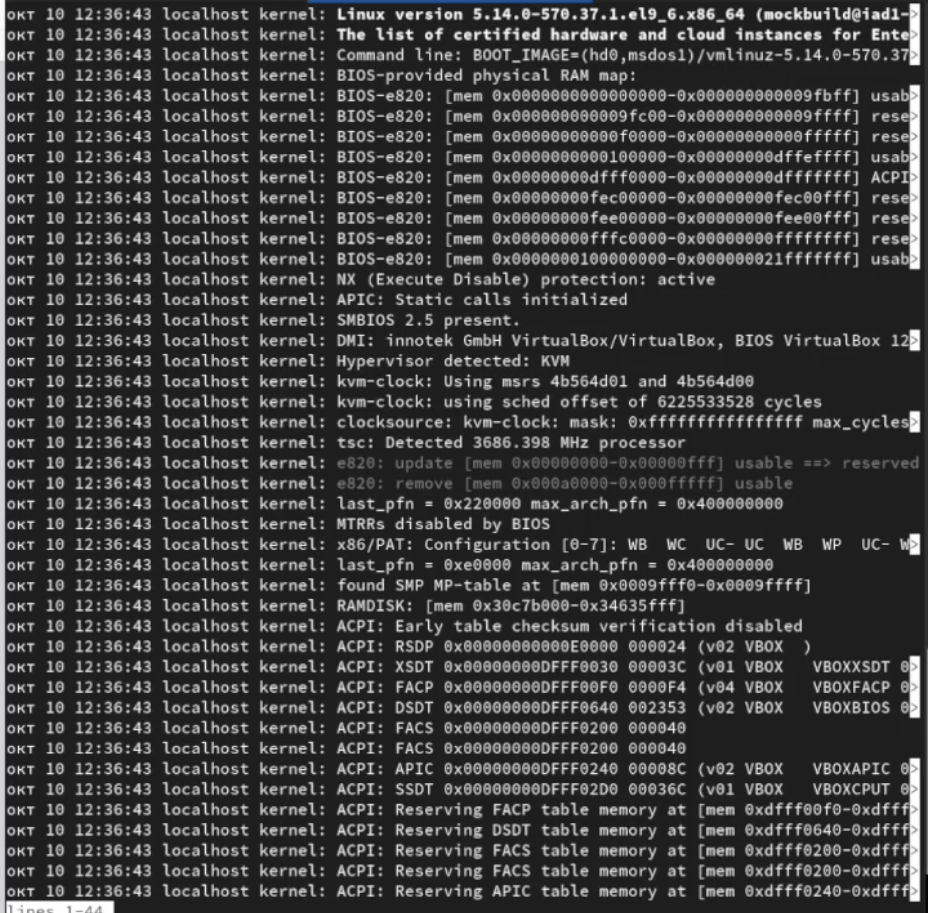 окт 10 12:36:43 localhost kernel: Linux version 5.14.0-570.37.1.el9_6.x86_64 (mockbuild@iad1->
окт 10 12:36:43 localhost kernel: The list of certified hardware and cloud instances for Ente>
окт 10 12:36:43 localhost kernel: Command line: BOOT_IMAGE=(hd0,msdos1)/vmlinuz-5.14.0-570.37>
окт 10 12:36:43 localhost kernel: BIOS-provided physical RAM map:
окт 10 12:36:43 localhost kernel: BIOS-e820: [mem 0x0000000000000000-0x000000000009fbff] usab>
окт 10 12:36:43 localhost kernel: BIOS-e820: [mem 0x000000000009fc00-0x000000000009ffff] rese>
окт 10 12:36:43 localhost kernel: BIOS-e820: [mem 0x00000000000f0000-0x00000000000fffff] rese>
окт 10 12:36:43 localhost kernel: BIOS-e820: [mem 0x0000000000100000-0x00000000dffeffff] usab>
окт 10 12:36:43 localhost kernel: BIOS-e820: [mem 0x00000000dfff0000-0x00000000dfffffff] ACPI>
окт 10 12:36:43 localhost kernel: BIOS-e820: [mem 0x00000000fec00000-0x00000000fec00fff] rese>
окт 10 12:36:43 localhost kernel: BIOS-e820: [mem 0x00000000fee00000-0x00000000fee00fff] rese>
окт 10 12:36:43 localhost kernel: BIOS-e820: [mem 0x00000000fffc0000-0x00000000ffffffff] rese>
окт 10 12:36:43 localhost kernel: BIOS-e820: [mem 0x0000000100000000-0x000000021fffffff] usab>
окт 10 12:36:43 localhost kernel: NX (Execute Disable) protection: active
окт 10 12:36:43 localhost kernel: APIC: Static calls initialized
окт 10 12:36:43 localhost kernel: SMBIOS 2.5 present.
окт 10 12:36:43 localhost kernel: DMI: innotek GmbH VirtualBox/VirtualBox, BIOS VirtualBox 12>
окт 10 12:36:43 localhost kernel: Hypervisor detected: KVM
окт 10 12:36:43 localhost kernel: kvm-clock: Using msrs 4b564d01 and 4b564d00
окт 10 12:36:43 localhost kernel: kvm-clock: using sched offset of 6225533528 cycles
окт 10 12:36:43 localhost kernel: clocksource: kvm-clock: mask: 0xffffffffffffffff max_cycles>
окт 10 12:36:43 localhost kernel: tsc: Detected 3686.398 MHz processor
окт 10 12:36:43 localhost kernel: e820: update [mem 0x00000000-0x00000fff] usable ==> reserved
окт 10 12:36:43 localhost kernel: e820: remove [mem 0x000a0000-0x000fffff] usable
окт 10 12:36:43 localhost kernel: last_pfn = 0x220000 max_arch_pfn = 0x400000000
окт 10 12:36:43 localhost kernel: MTRRs disabled by BIOS
окт 10 12:36:43 localhost kernel: x86/PAT: Configuration [0-7]: WB  WC  UC- UC  WB  WP  UC- W>
окт 10 12:36:43 localhost kernel: last_pfn = 0xe0000 max_arch_pfn = 0x400000000
окт 10 12:36:43 localhost kernel: found SMP MP-table at [mem 0x0009fff0-0x0009ffff]
окт 10 12:36:43 localhost kernel: RAMDISK: [mem 0x30c7b000-0x34635fff]
окт 10 12:36:43 localhost kernel: ACPI: Early table checksum verification disabled
окт 10 12:36:43 localhost kernel: ACPI: RSDP 0x00000000000E0000 000024 (v02 VBOX  )
окт 10 12:36:43 localhost kernel: ACPI: XSDT 0x00000000DFFF0030 00003C (v01 VBOX   VBOXXSDT 0>
окт 10 12:36:43 localhost kernel: ACPI: FACP 0x00000000DFFF00F0 0000F4 (v04 VBOX   VBOXFACP 0>
окт 10 12:36:43 localhost kernel: ACPI: DSDT 0x00000000DFFF0640 002353 (v02 VBOX   VBOXBIOS 0>
окт 10 12:36:43 localhost kernel: ACPI: FACS 0x00000000DFFF0200 000040
окт 10 12:36:43 localhost kernel: ACPI: FACS 0x00000000DFFF0200 000040
окт 10 12:36:43 localhost kernel: ACPI: APIC 0x00000000DFFF0240 00008C (v02 VBOX   VBOXAPIC 0>
окт 10 12:36:43 localhost kernel: ACPI: SSDT 0x00000000DFFF02D0 00036C (v01 VBOX   VBOXCPUT 0>
окт 10 12:36:43 localhost kernel: ACPI: Reserving FACP table memory at [mem 0xdfff00f0-0xdfff>
окт 10 12:36:43 localhost kernel: ACPI: Reserving DSDT table memory at [mem 0xdfff0640-0xdfff>
окт 10 12:36:43 localhost kernel: ACPI: Reserving FACS table memory at [mem 0xdfff0200-0xdfff>
окт 10 12:36:43 localhost kernel: ACPI: Reserving FACS table memory at [mem 0xdfff0200-0xdfff>
окт 10 12:36:43 localhost kernel: ACPI: Reserving APIC table memory at [mem 0xdfff0240-0xdfff>
lines 1-44